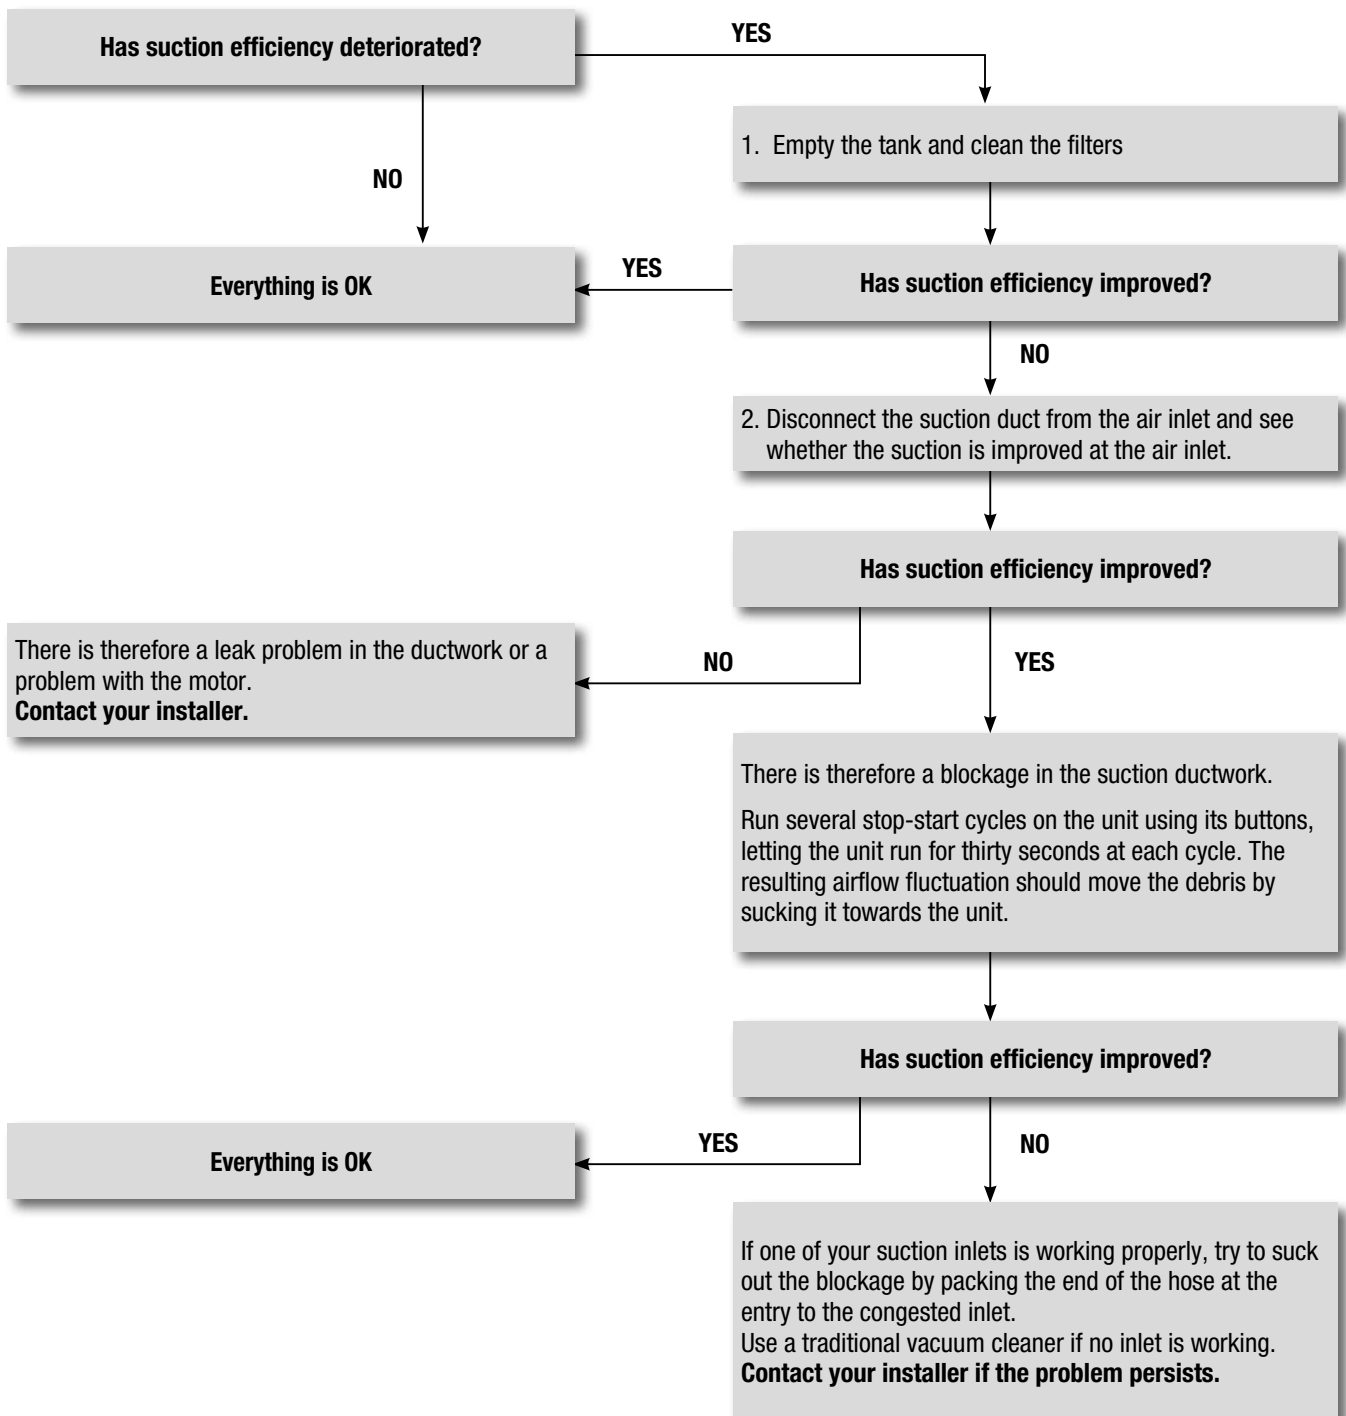 Has suction efficiency deteriorated?
YES
1. Empty the tank and clean the filters
NO
Everything is OK
YES
Has suction efficiency improved?
NO
2. Disconnect the suction duct from the air inlet and see
whether the suction is improved at the air inlet.
Has suction efficiency improved?
There is therefore a leak problem in the ductwork or a
problem with the motor.
Contact your installer.
NO
YES
There is therefore a blockage in the suction ductwork.
Run several stop-start cycles on the unit using its buttons,
letting the unit run for thirty seconds at each cycle. The
resulting airflow fluctuation should move the debris by
sucking it towards the unit.
Has suction efficiency improved?
Everything is OK
YES
NO
If one of your suction inlets is working properly, try to suck
out the blockage by packing the end of the hose at the
entry to the congested inlet.
Use a traditional vacuum cleaner if no inlet is working.
Contact your installer if the problem persists.